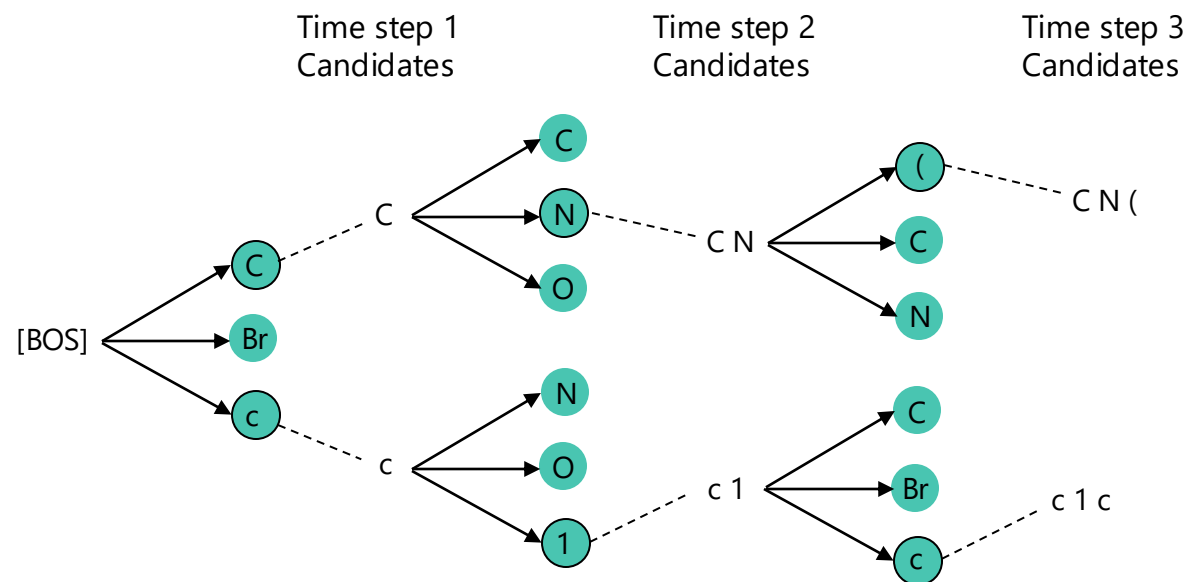 Time step 1
Candidates
Time step 2
Candidates
Time step 3
Candidates
[BOS]
C
Br
c
C
c
C
N
O
N
O
1
C N
c 1
(
C
N
C
Br
c
C N (
c 1 c